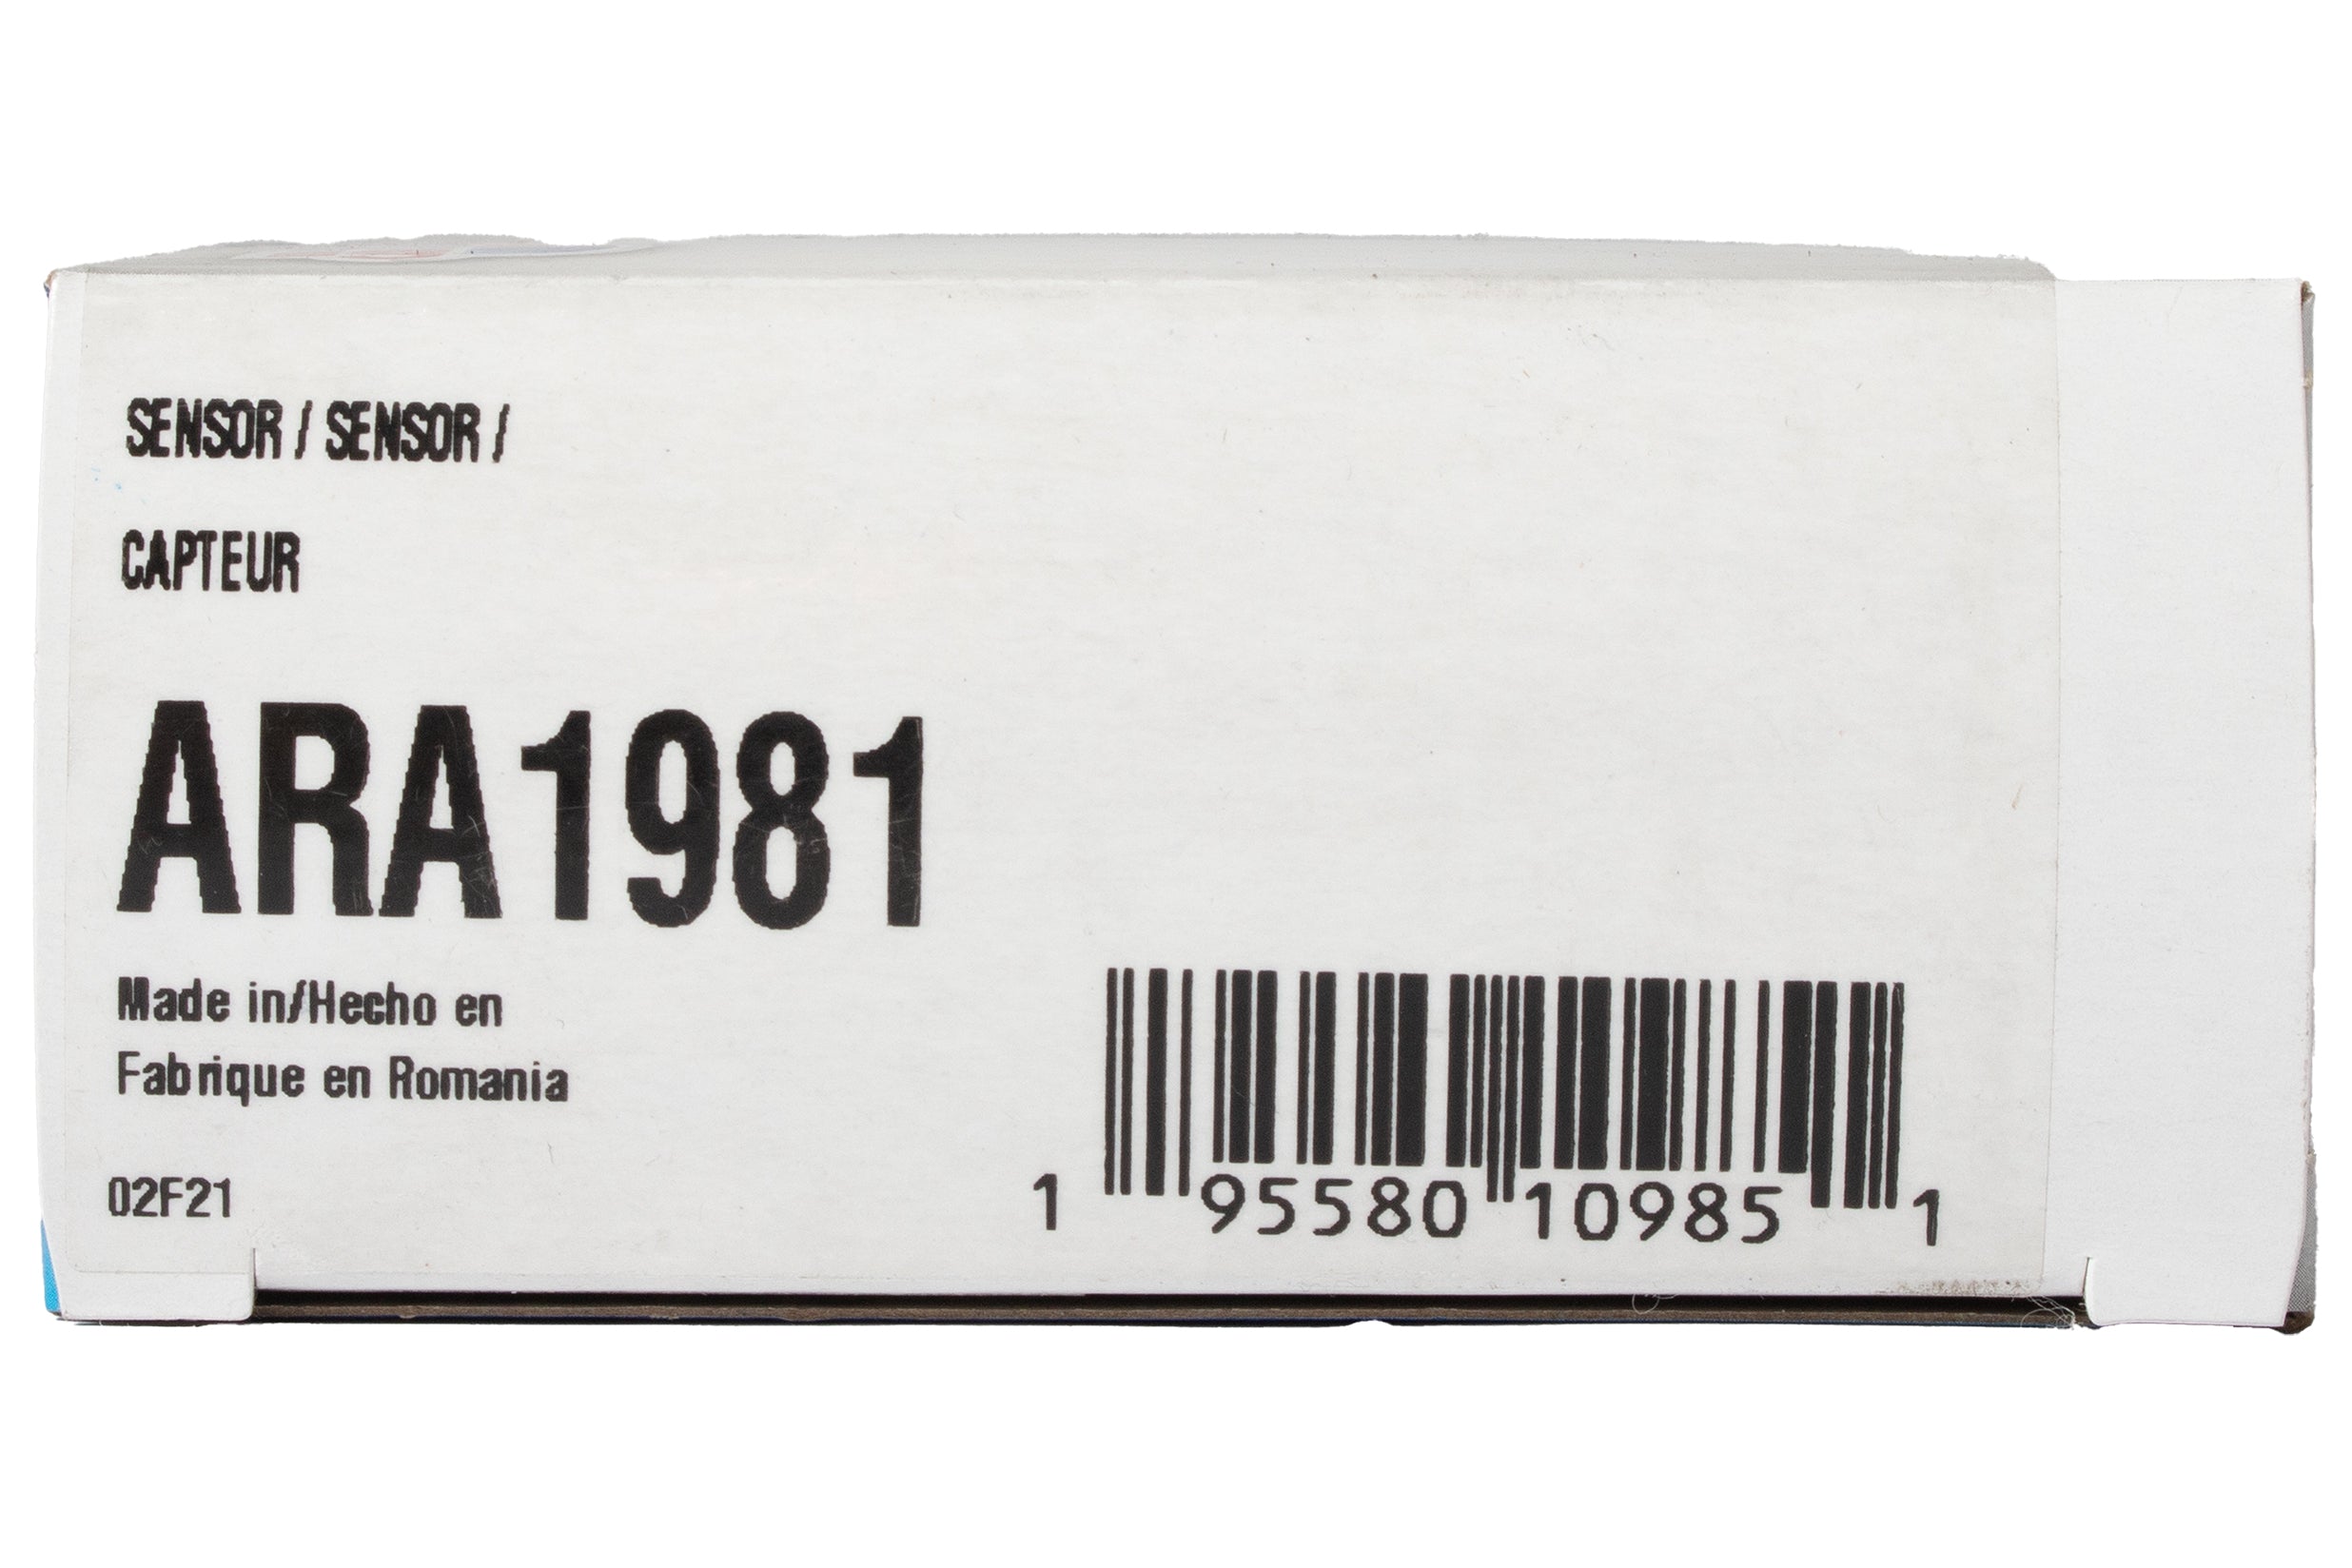 SENSOR / SENSOR /
CAPTEUR
ARA1981
Made in/Hecho en
Fabrique en Romania
02F21
1 95580 10985 1